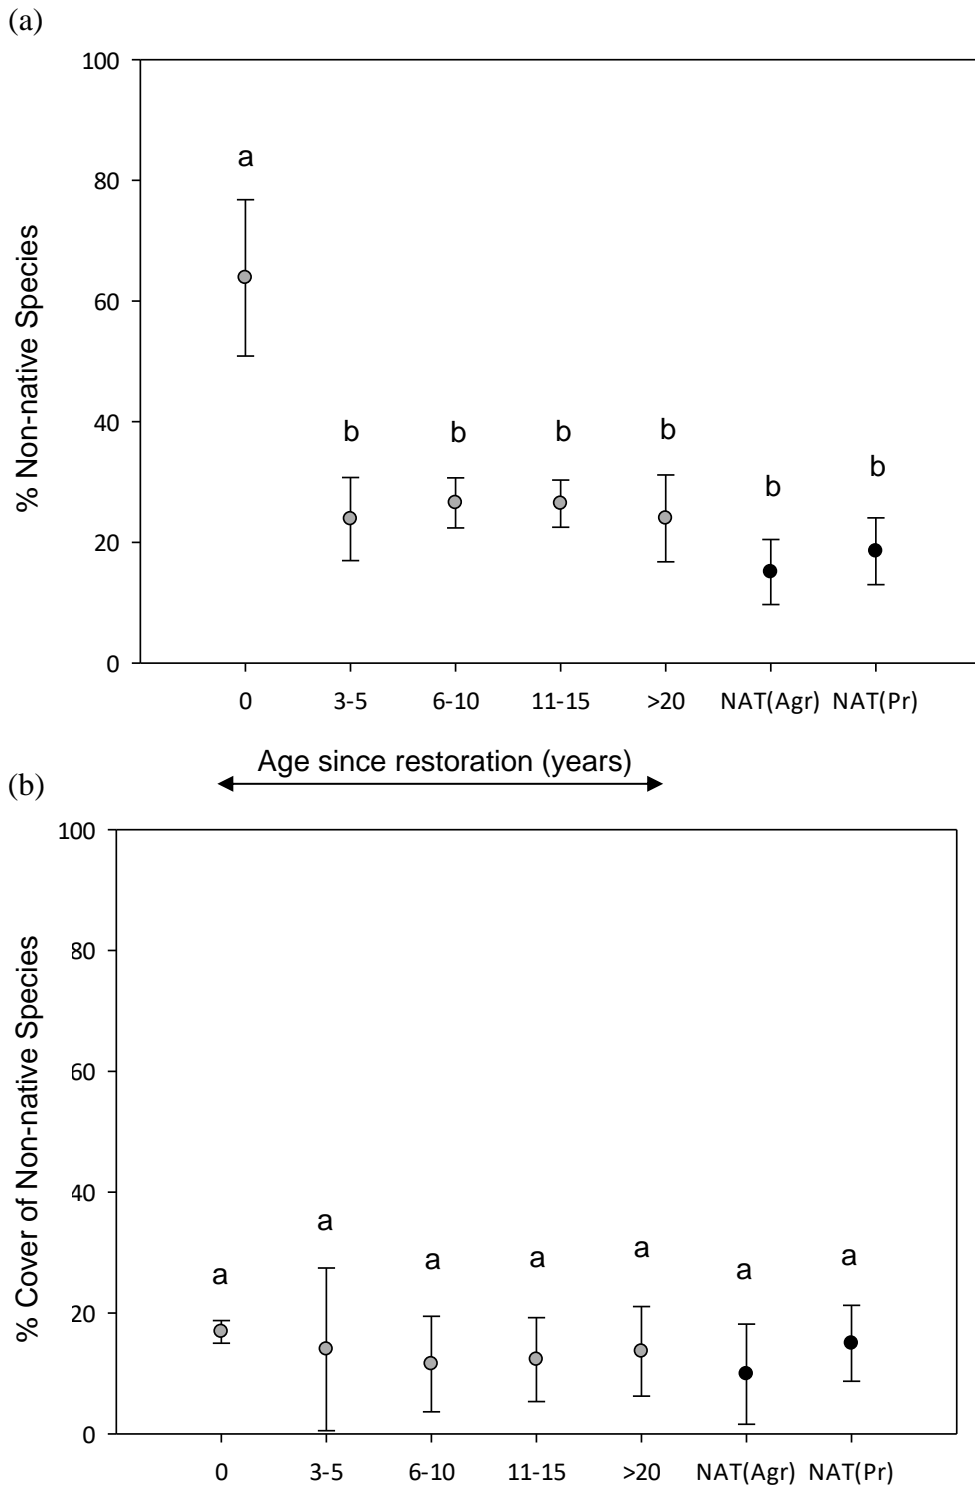 (a)
% Non-native Species
100
a
80
60
40
b b b b b b
20
0
0 3-5 6-10 11-15 >20 NAT(Agr) NAT(Pr)
Age since restoration (years)
(b)
% Cover of Non-native Species
100
80
60
40
a a a a a a a
20
0
0 3-5 6-10 11-15 >20 NAT(Agr) NAT(Pr)